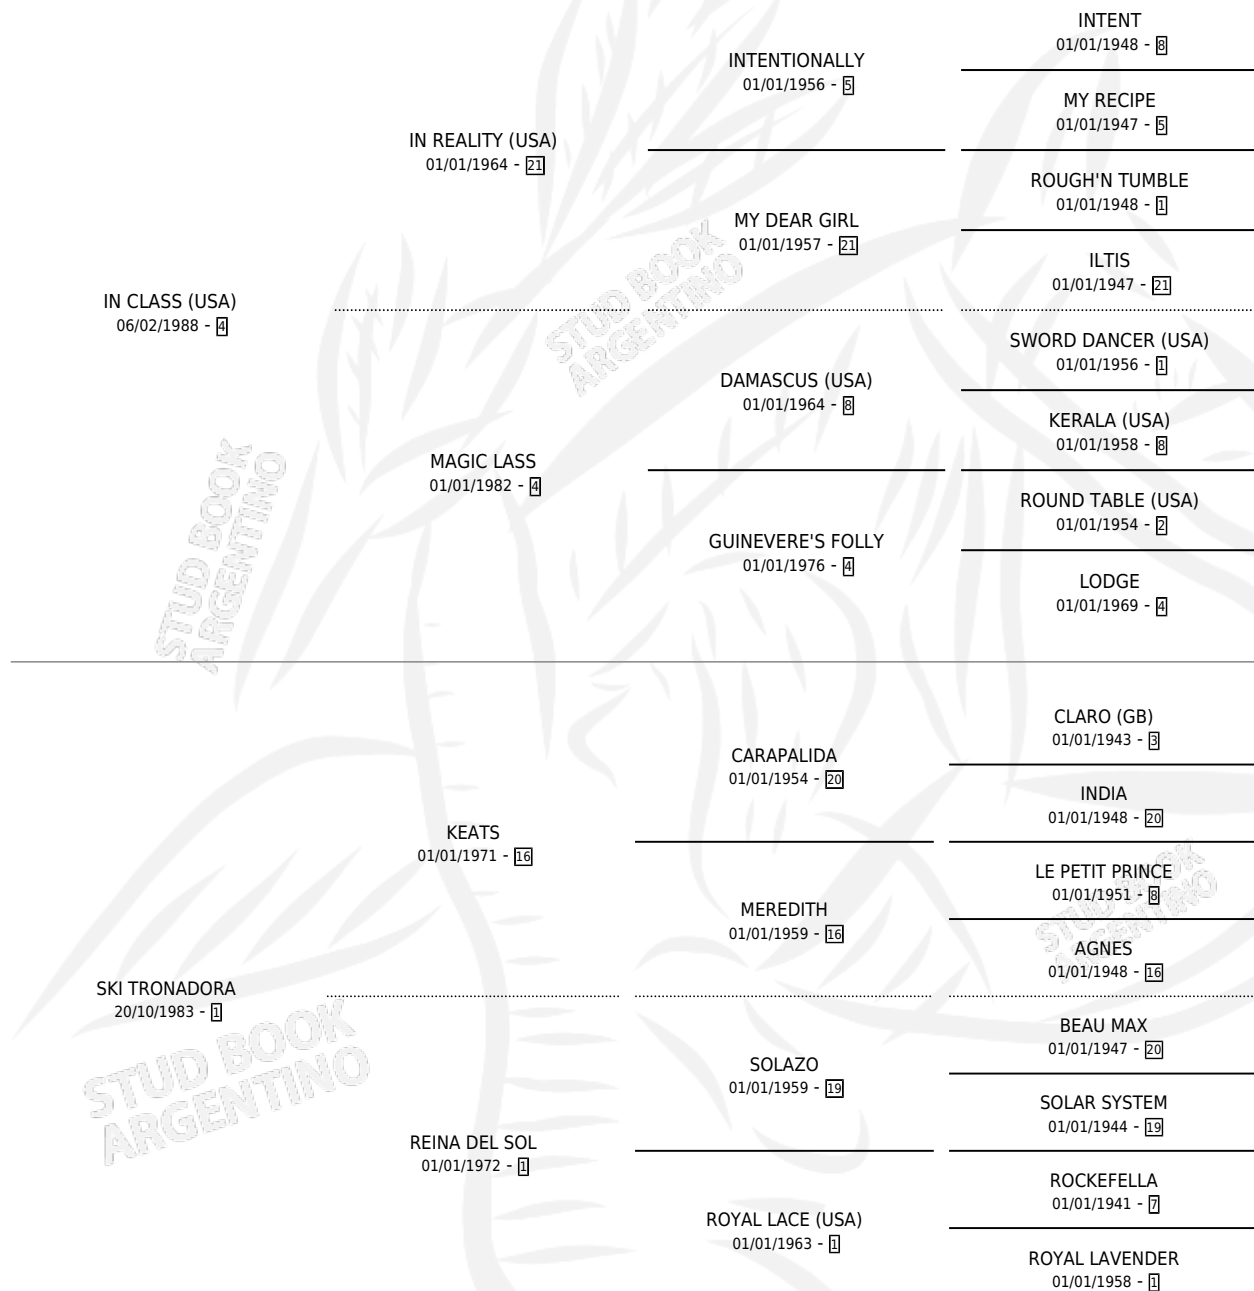 INTENT
01/01/1948 - 8
INTENTIONALLY
01/01/1956 - 5
MY RECIPE
01/01/1947 - 5
IN REALITY (USA)
01/01/1964 - 21
ROUGH'N TUMBLE
01/01/1948 - 1
MY DEAR GIRL
01/01/1957 - 21
ILTIS
01/01/1947 - 21
IN CLASS (USA)
06/02/1988 - 4
STUD BOOK
ARGENTINO
SWORD DANCER (USA)
01/01/1956 - 1
DAMASCUS (USA)
01/01/1964 - 8
KERALA (USA)
01/01/1958 - 8
MAGIC LASS
01/01/1982 - 4
ROUND TABLE (USA)
01/01/1954 - 2
GUINEVERE'S FOLLY
01/01/1976 - 4
LODGE
01/01/1969 - 4
STUD BOOK
ARGENTINO
CLARO (GB)
01/01/1943 - 3
CARAPALIDA
01/01/1954 - 20
INDIA
01/01/1948 - 20
KEATS
01/01/1971 - 16
LE PETIT PRINCE
01/01/1951 - 8
MEREDITH
01/01/1959 - 16
AGNES
01/01/1948 - 16
STUD BOOK
ARGENTINO
SKI TRONADORA
20/10/1983 - 1
BEAU MAX
01/01/1947 - 20
SOLAZO
01/01/1959 - 19
SOLAR SYSTEM
01/01/1944 - 19
STUD BOOK
ARGENTINO
REINA DEL SOL
01/01/1972 - 1
ROCKEFELLA
01/01/1941 - 7
ROYAL LACE (USA)
01/01/1963 - 1
ROYAL LAVENDER
01/01/1958 - 1